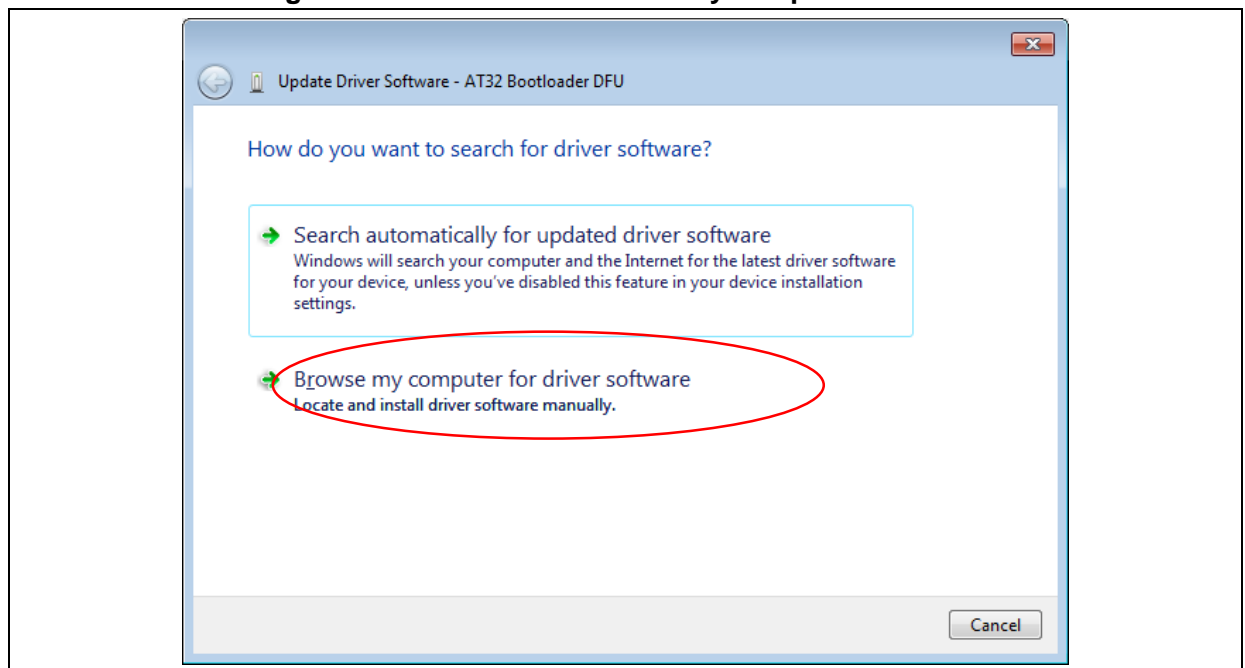 Update Driver Software - AT32 Bootloader DFU
How do you want to search for driver software?
Search automatically for updated driver software
Windows will search your computer and the Internet for the latest driver software
for your device, unless you've disabled this feature in your device installation
settings.
Browse my computer for driver software
Locate and install driver software manually.
Cancel